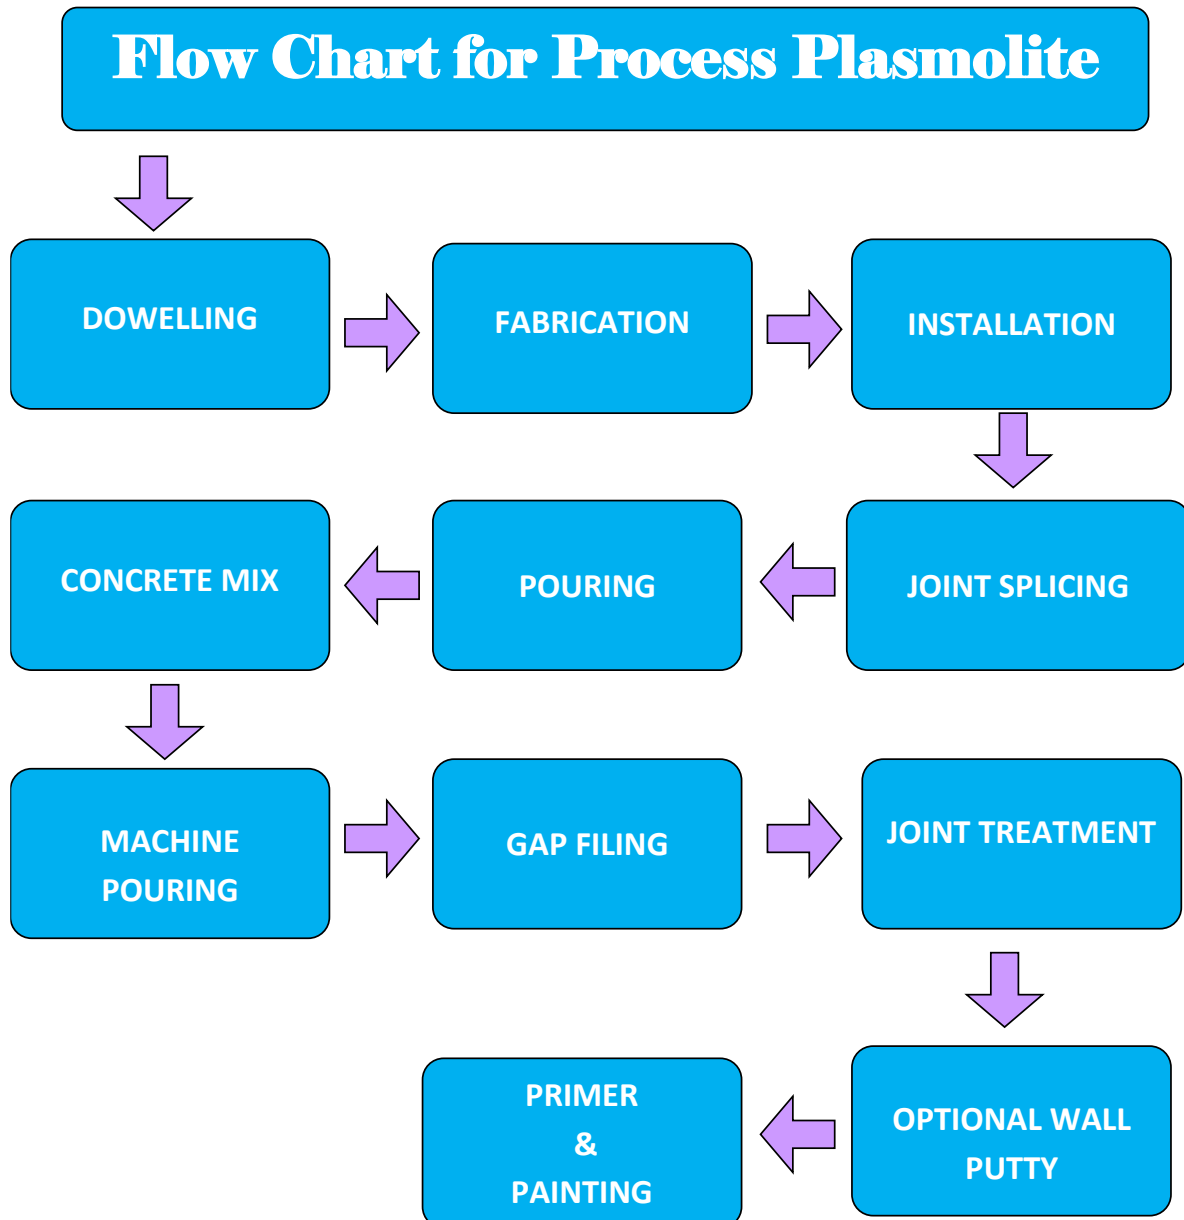 Flow Chart for Process Plasmolite
DOWELLING
FABRICATION
INSTALLATION
JOINT SPLICING
POURING
CONCRETE MIX
MACHINE
POURING
GAP FILING
JOINT TREATMENT
OPTIONAL WALL
PUTTY
PRIMER
&
PAINTING